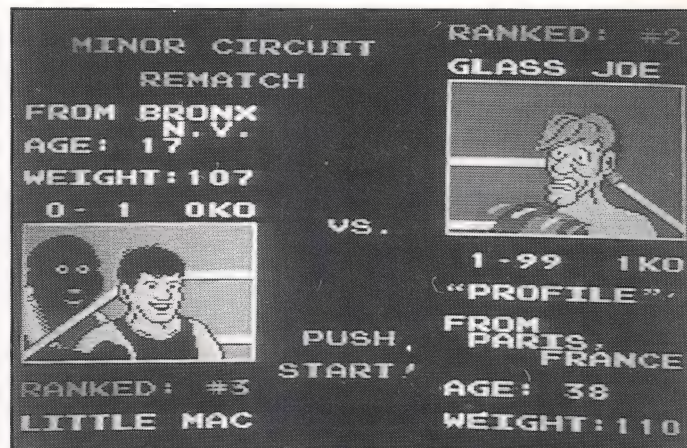 MINOR CIRCUIT
REMATCH
FROM BRONX
N.Y.
AGE: 17
WEIGHT:107
0- 1 0KO
VS.
PUSH
START!
RANKED: #3
LITTLE MAC
RANKED: #2
GLASS JOE
1-99 1KO
“PROFILE”
FROM
PARIS,
FRANCE
AGE: 38
WEIGHT:110